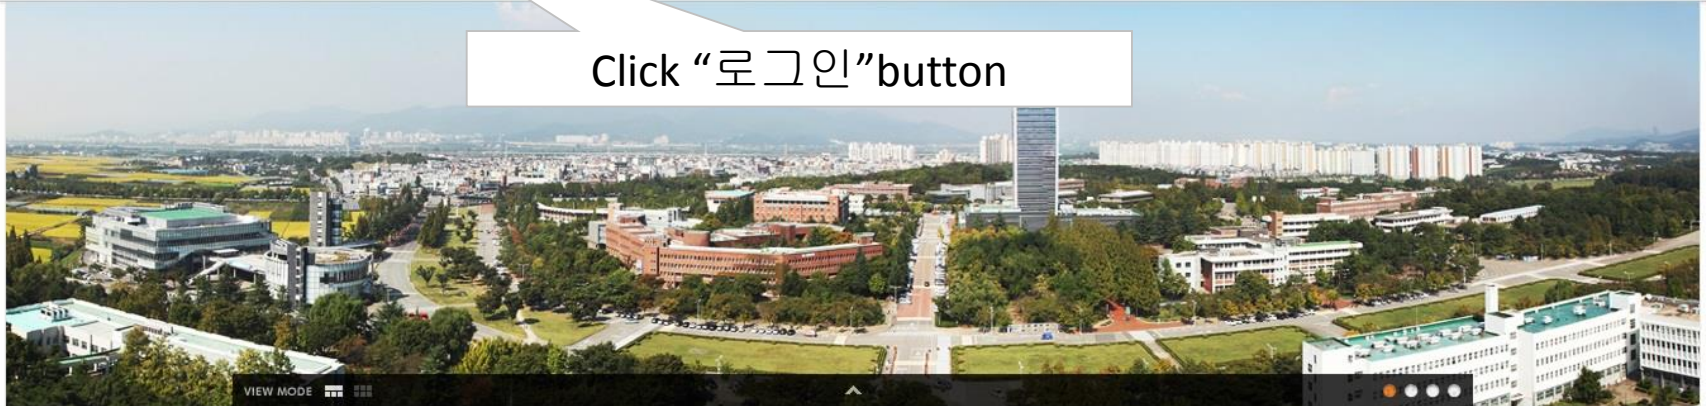 Click “로그인”button
VIEW MODE